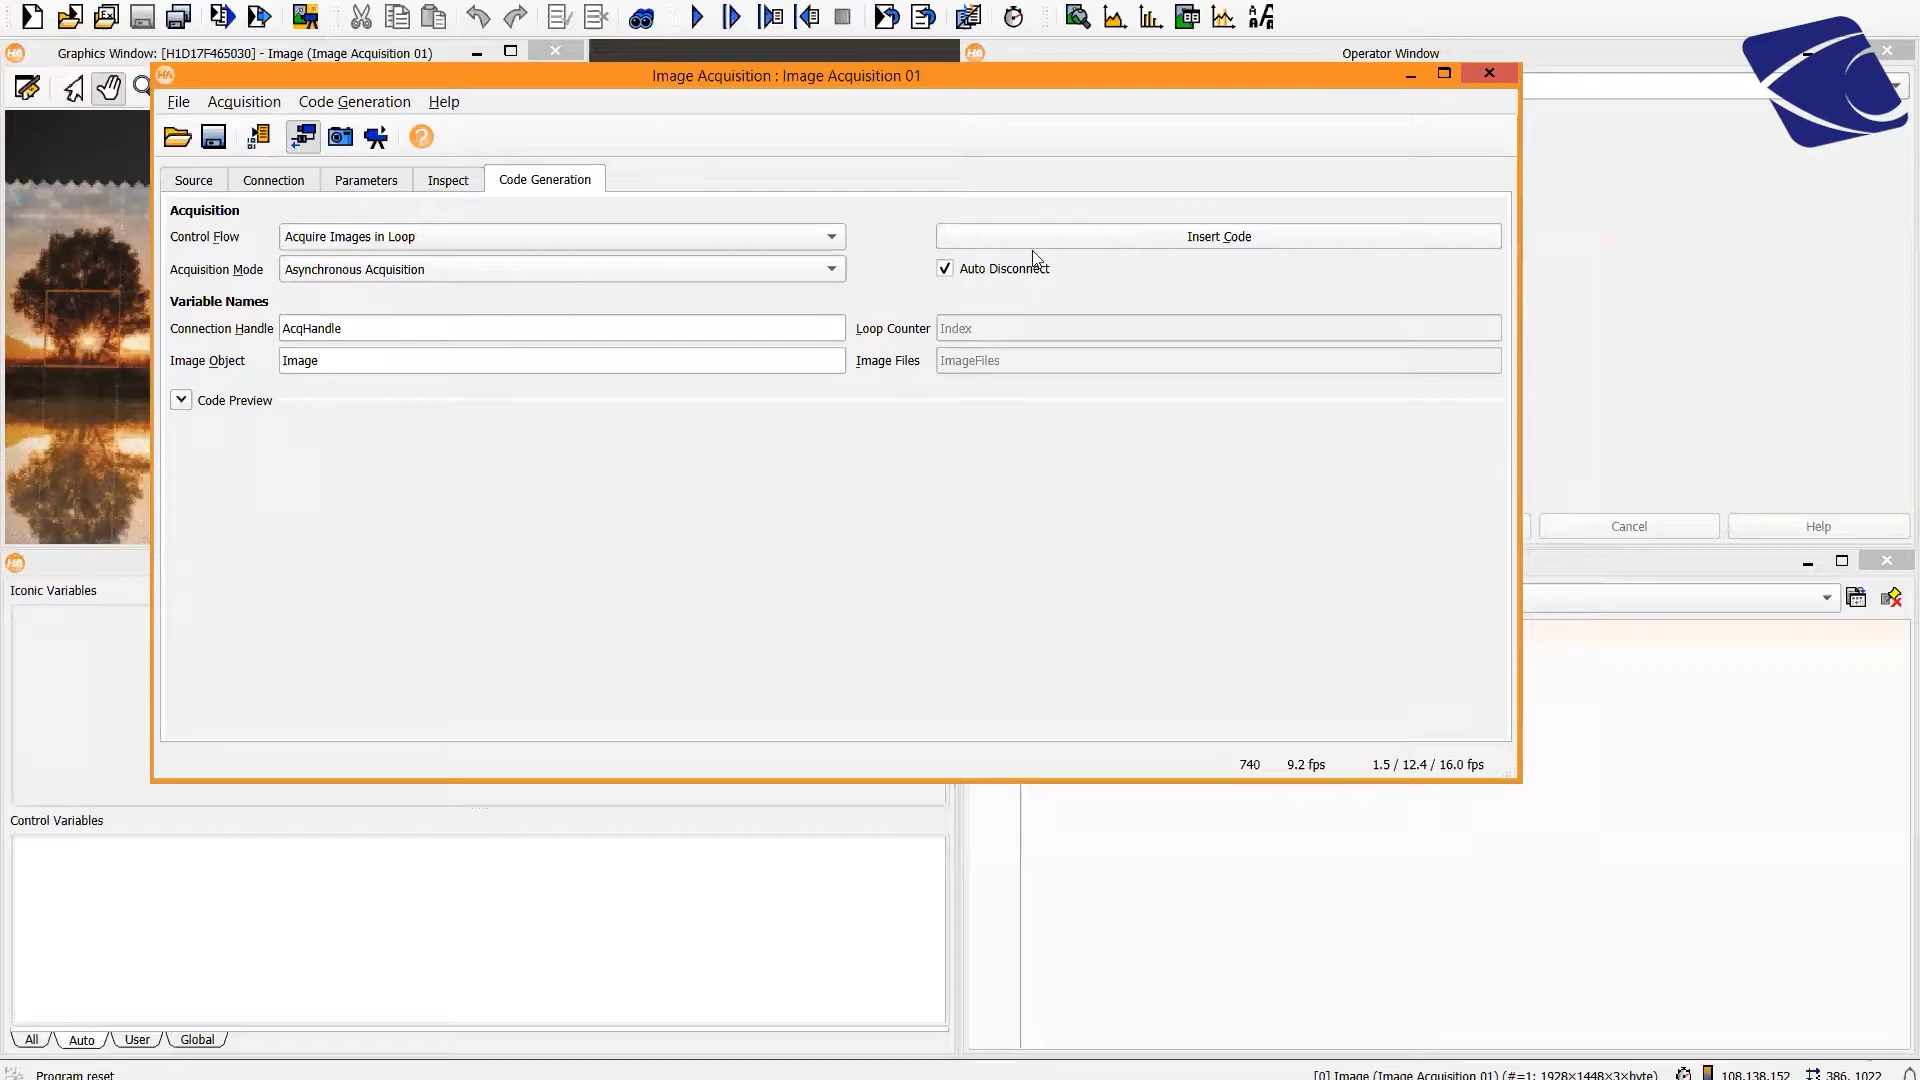 Graphics Window: [H1D17F465030] - Image (Image Acquisition 01)
Operator Window
Image Acquisition : Image Acquisition 01
File Acquisition Code Generation Help
Source Connection Parameters Inspect Code Generation
Acquisition
Control Flow Acquire Images in Loop Insert Code
Acquisition Mode Asynchronous Acquisition Auto Disconnect
Variable Names
Connection Handle AcqHandle Loop Counter Index
Image Object Image Image Files ImageFiles
Code Preview
Cancel Help
Iconic Variables
740 9.2 fps 1.5 / 12.4 / 16.0 fps
Control Variables
All Auto User Global
Program reset [0] Image (Image Acquisition 01) (#=1: 1928×1448×3×byte) 108,138,152 386, 1022